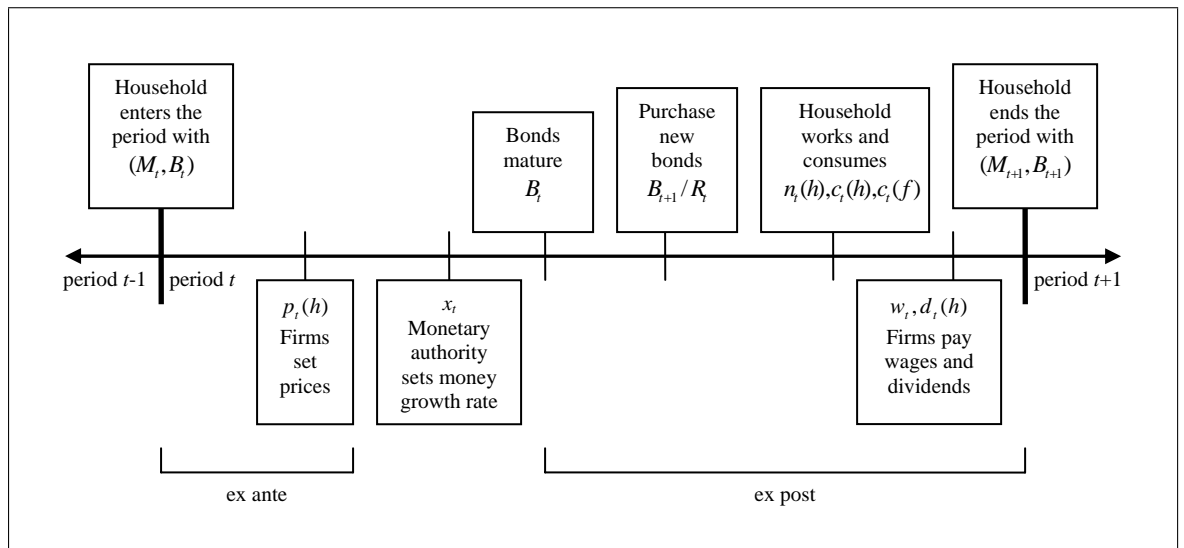 Household
enters the
period with
(M_t, B_t)
Bonds
mature
B_t
Purchase
new
bonds
B_{t+1}/R_t
Household
works and
consumes
n_t(h),c_t(h),c_t(f)
Household
ends the
period with
(M_{t+1}, B_{t+1})
period t-1
period t
period t+1
p_t(h)
Firms
set
prices
x_t
Monetary
authority
sets money
growth rate
w_t, d_t(h)
Firms pay
wages and
dividends
ex ante
ex post